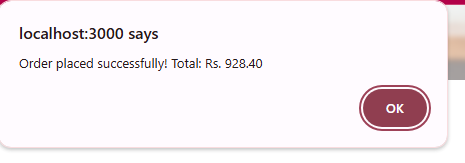 localhost:3000 says
Order placed successfully! Total: Rs. 928.40
OK